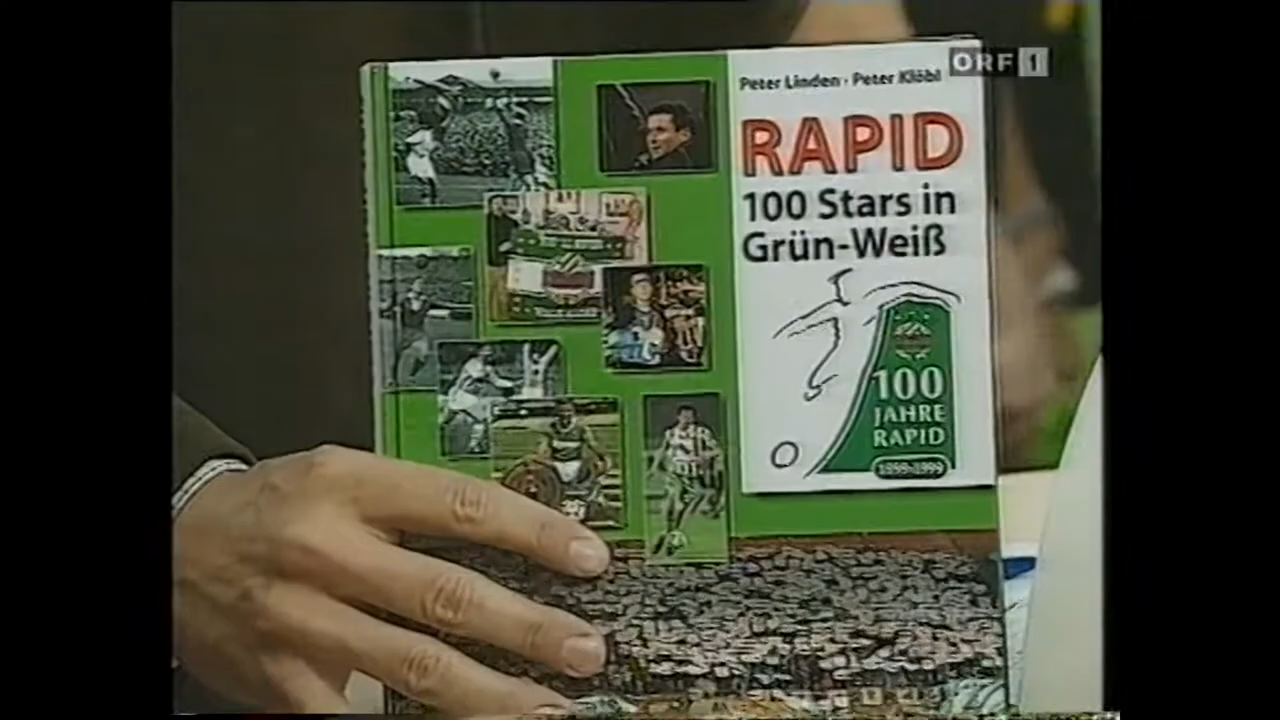 ORF 1
Peter Linden · Peter Klöbl
RAPID
100 Stars in
Grün-Weiß
100
JAHRE
RAPID
1899-1999